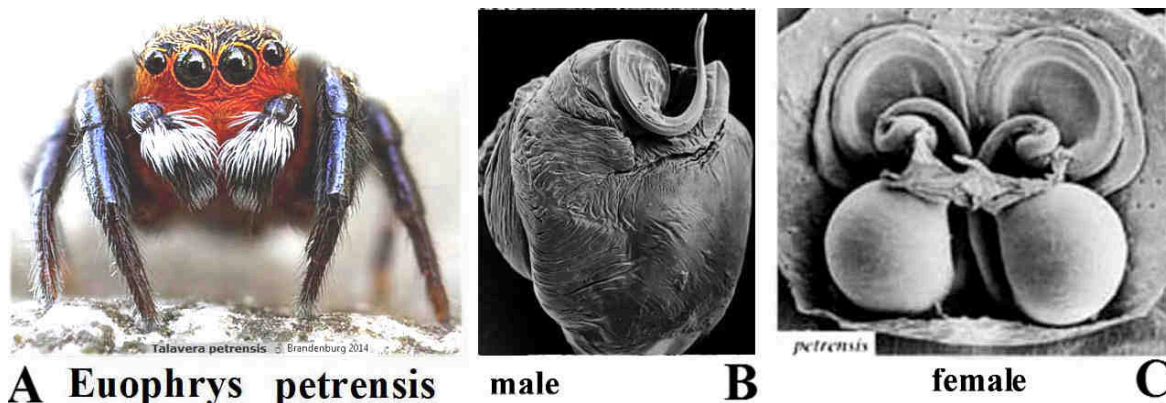 Talavera petrensis ♂ Brandenburg 2014
petrensis
A Euophrys petrensis
male B
female C